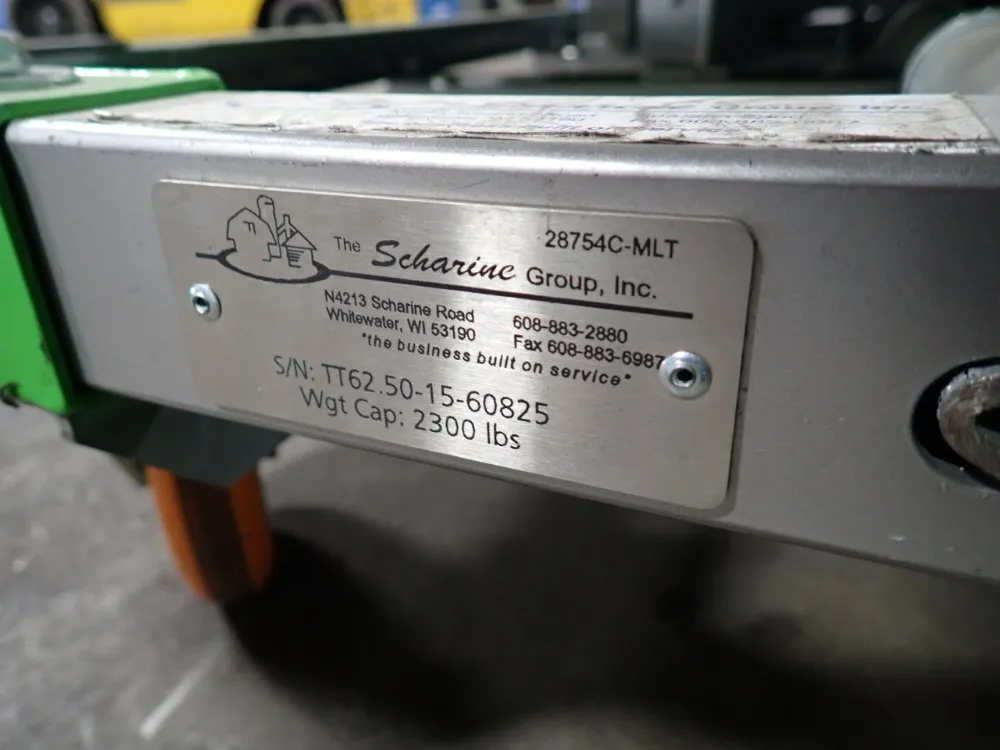 28754C-MLT
The Scharine Group, Inc.
N4213 Scharine Road
Whitewater, WI 53190
608-883-2880
Fax 608-883-6987
"the business built on service"
S/N: TT62.50-15-60825
Wgt Cap: 2300 lbs